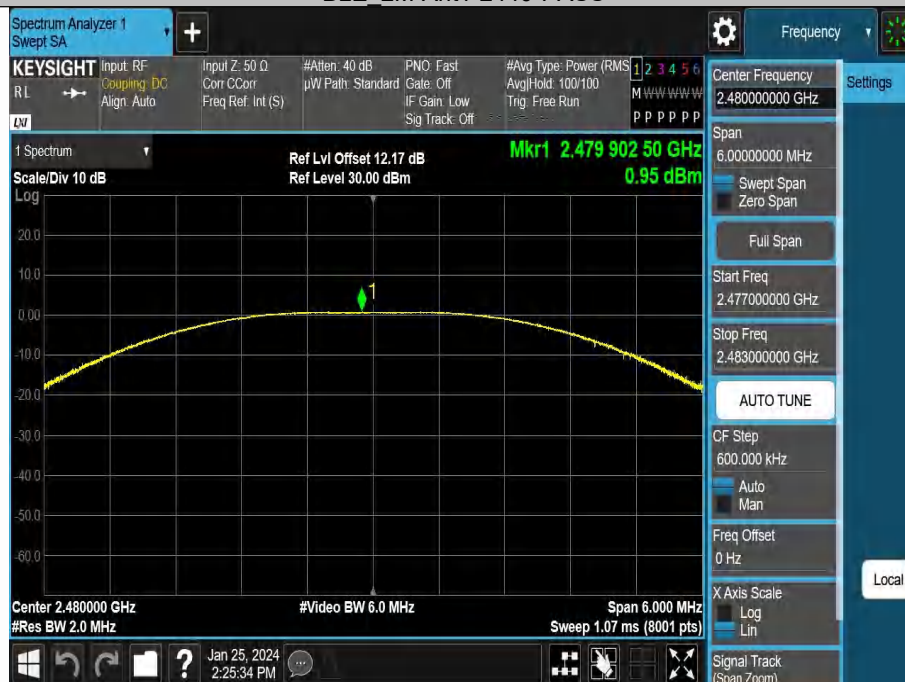 Spectrum Analyzer 1
Swept SA
+
Frequency
KEYSIGHT
RL
LXI
Input: RF
Coupling: DC
Align: Auto
Input Z: 50 Ω
Corr CCorr
Freq Ref: Int (S)
#Atten: 40 dB
µW Path: Standard
PNO: Fast
Gate: Off
IF Gain: Low
Sig Track: Off
#Avg Type: Power (RMS
Avg|Hold: 100/100
Trig: Free Run
1 2 3 4 5 6
M W W W W W
P P P P P P
Center Frequency
2.480000000 GHz
Settings
Span
6.00000000 MHz
Swept Span
Zero Span
Full Span
Start Freq
2.477000000 GHz
Stop Freq
2.483000000 GHz
AUTO TUNE
CF Step
600.000 kHz
Auto
Man
Freq Offset
0 Hz
X Axis Scale
Log
Lin
Signal Track
(Span Zoom)
Local
1 Spectrum
Scale/Div 10 dB
Ref Lvl Offset 12.17 dB
Ref Level 30.00 dBm
Mkr1 2.479 902 50 GHz
0.95 dBm
Log
20.0
10.0
0.00
-10.0
-20.0
-30.0
-40.0
-50.0
-60.0
1
Center 2.480000 GHz
#Res BW 2.0 MHz
#Video BW 6.0 MHz
Span 6.000 MHz
Sweep 1.07 ms (8001 pts)
?
Jan 25, 2024
2:25:34 PM